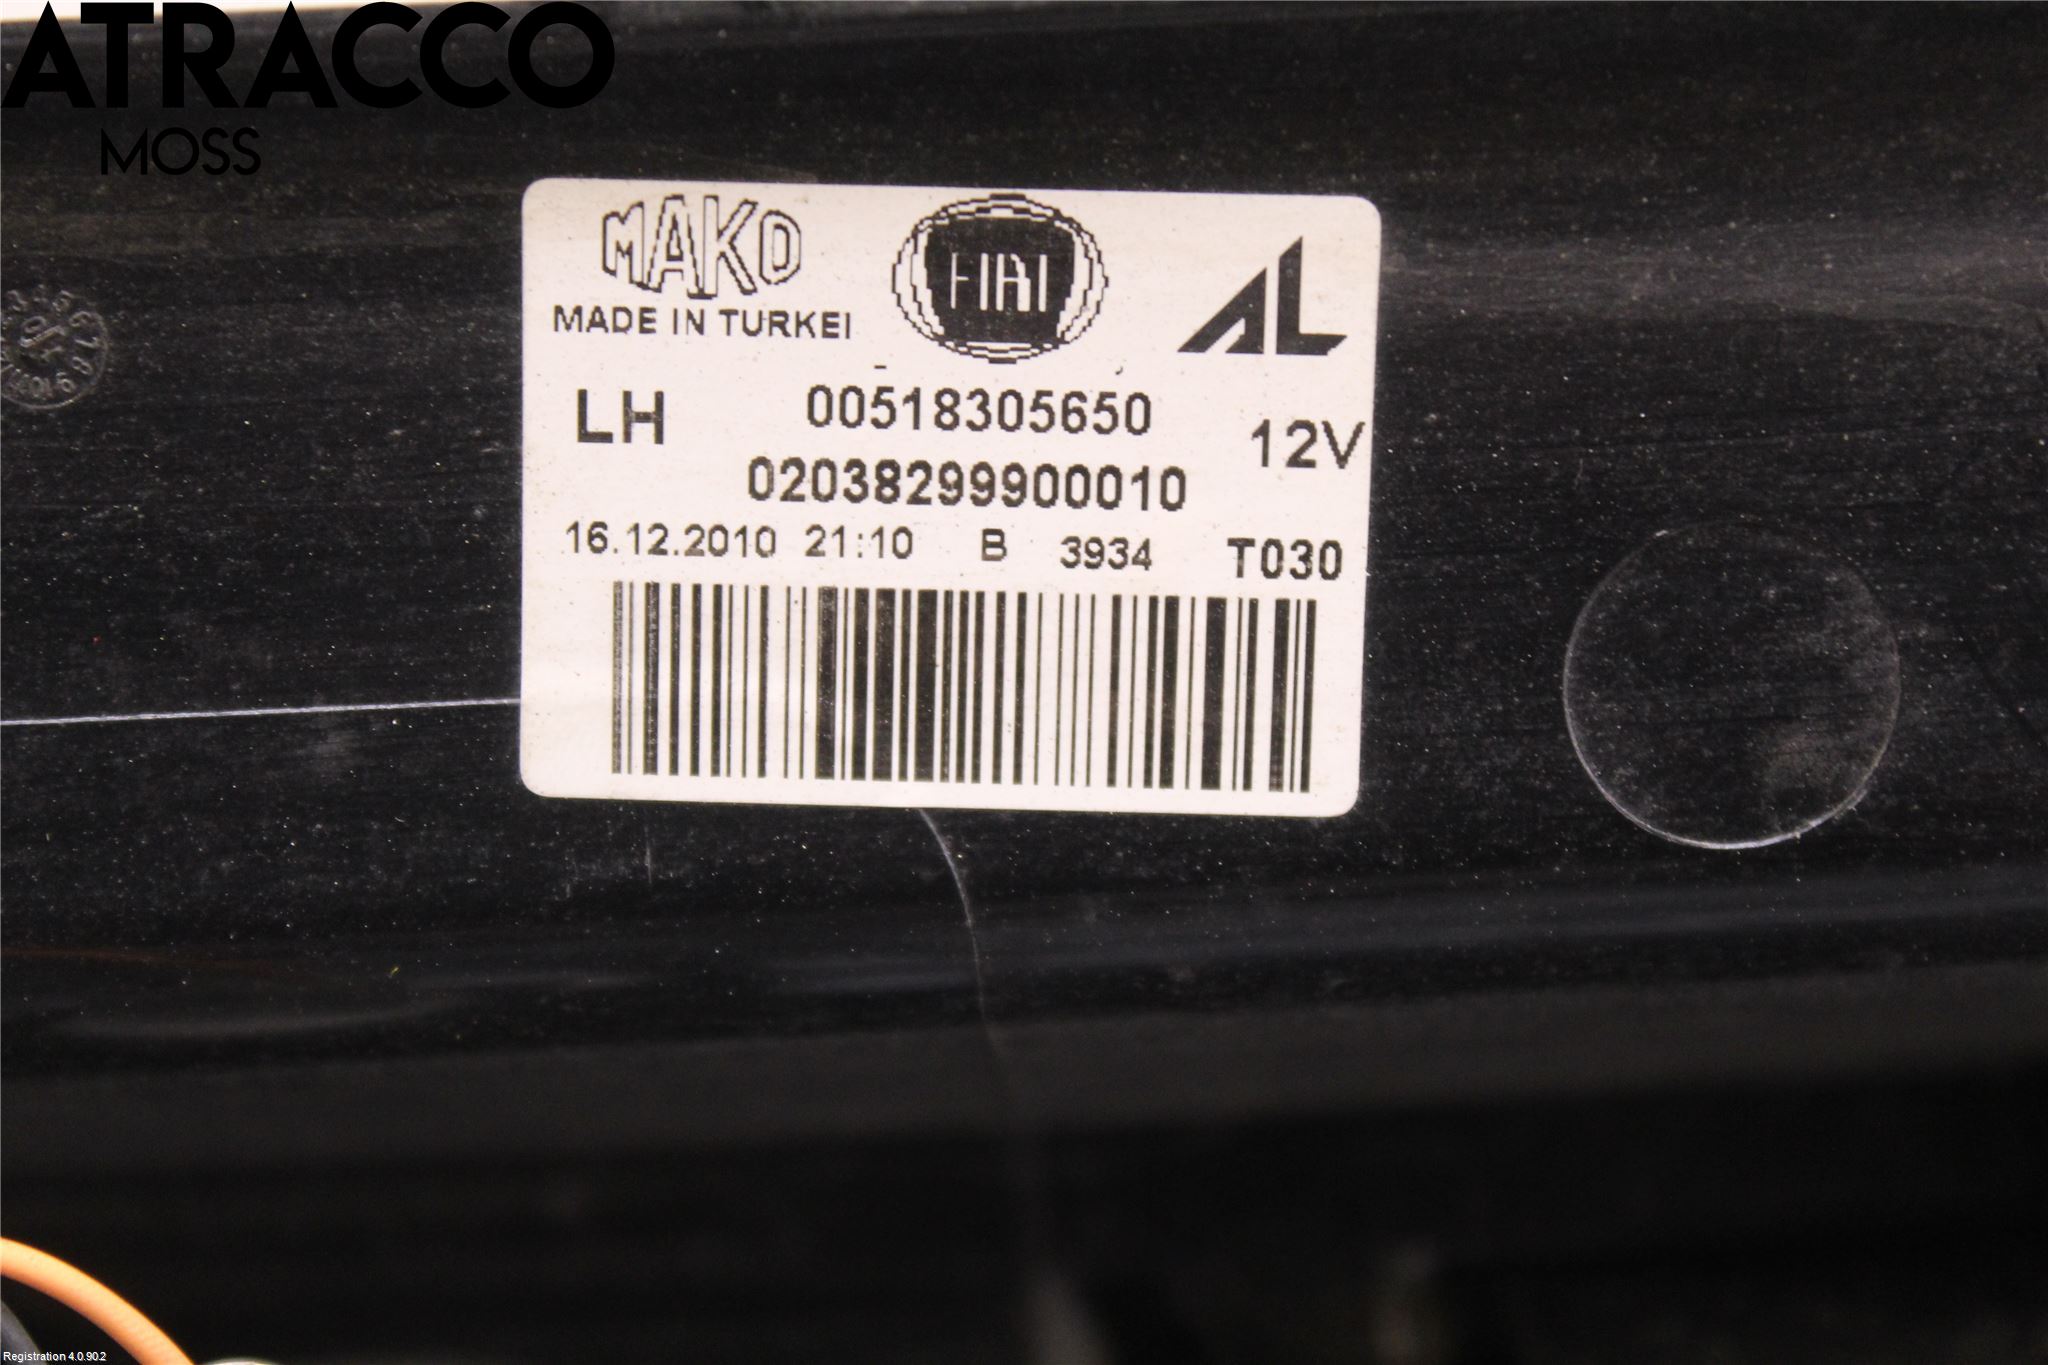 ATRACCO
MOSS
MAKO
FIAT
AL
MADE IN TURKEI
LH
00518305650
12V
02038299900010
16.12.2010 21:10 B 3934 T030
Registration 4.0.90.2